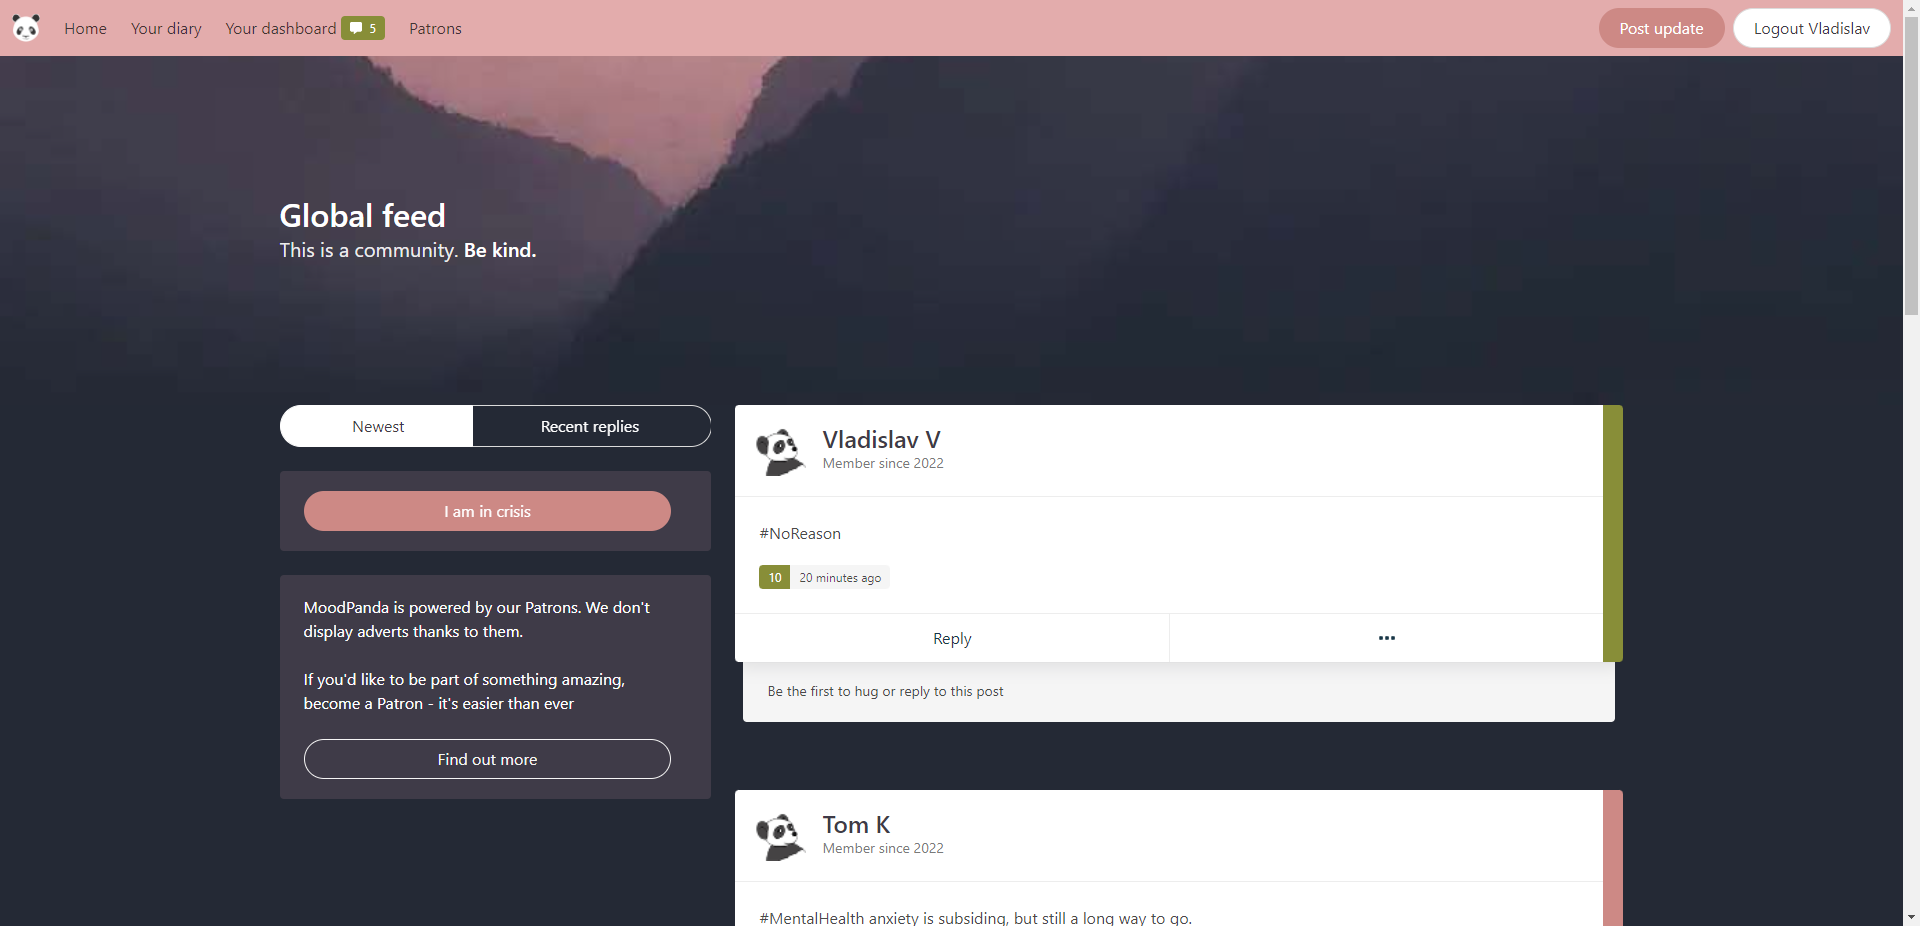 Home
Your diary
Your dashboard
5
Patrons
Post update
Logout Vladislav
Global feed
This is a community. Be kind.
Newest
Recent replies
I am in crisis
MoodPanda is powered by our Patrons. We don't
display adverts thanks to them.
If you'd like to be part of something amazing,
become a Patron - it's easier than ever
Find out more
Vladislav V
Member since 2022
#NoReason
10 20 minutes ago
Reply
•••
Be the first to hug or reply to this post
Tom K
Member since 2022
#MentalHealth anxiety is subsiding, but still a long way to go.